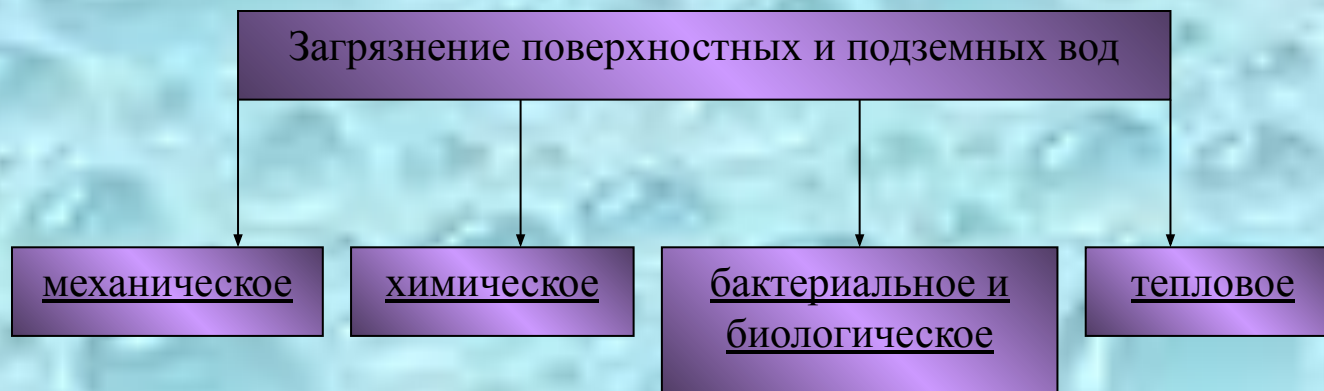 Загрязнение поверхностных и подземных вод
механическое
химическое
бактериальное и
биологическое
тепловое